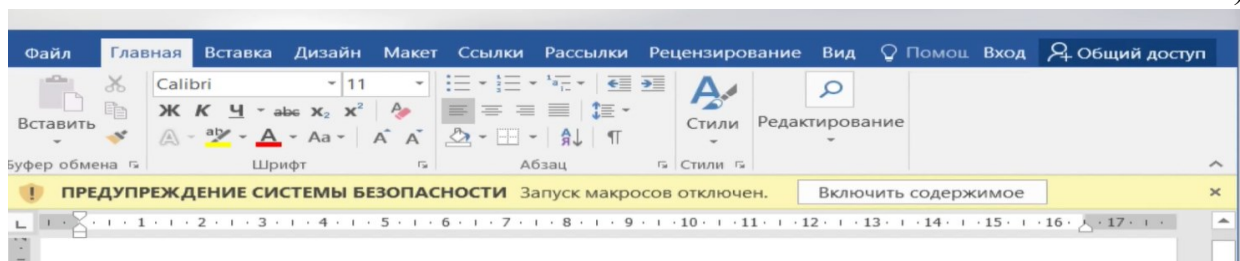 Файл Главная Вставка Дизайн Макет Ссылки Рассылки Рецензирование Вид Помощ Вход Общий доступ
Calibri 11
Ж К Ч abc X₂ X²
Вставить
Стили Редактирование
ab A Aa A A
А Я ¶
Буфер обмена Шрифт Абзац Стили
ПРЕДУПРЕЖДЕНИЕ СИСТЕМЫ БЕЗОПАСНОСТИ Запуск макросов отключен. Включить содержимое ×
1 2 3 4 5 6 7 8 9 10 11 12 13 14 15 16 17